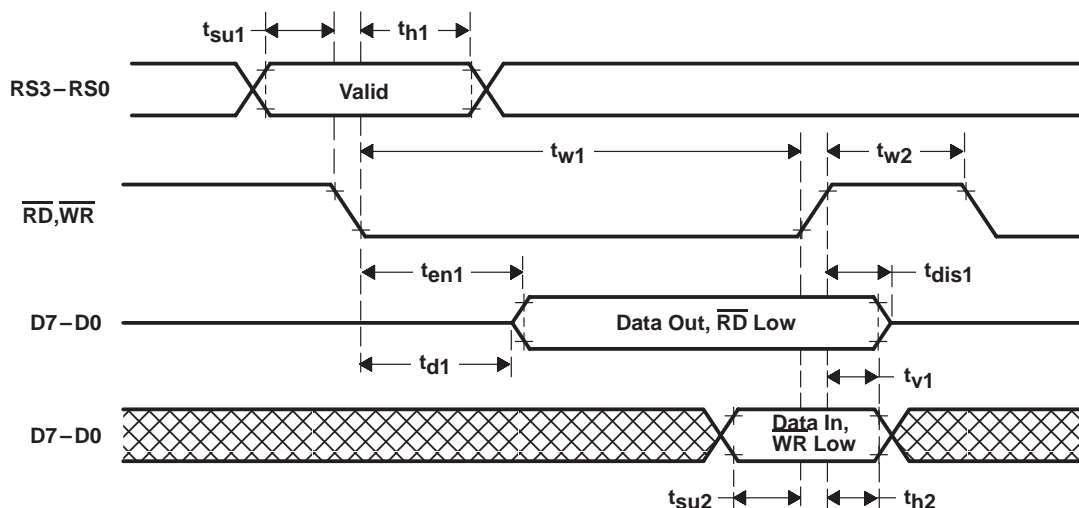 tsu1
th1
RS3–RS0
Valid
tw1
tw2
RD,WR
ten1
tdis1
D7–D0
Data Out, RD Low
td1
tv1
D7–D0
Data In,
WR Low
tsu2
th2